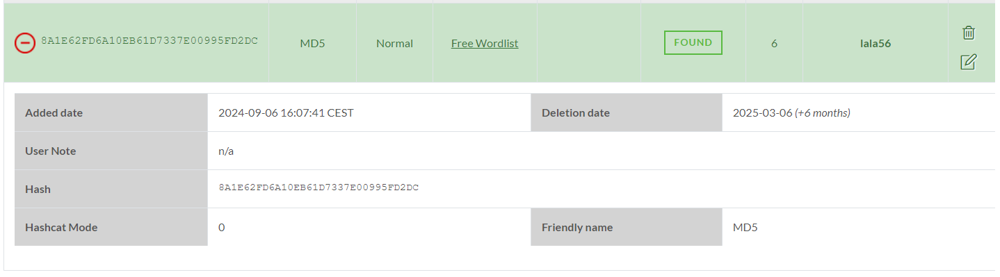 8A1E62FD6A10EB61D7337E00995FD2DC MD5 Normal Free Wordlist FOUND 6 lala56
Added date 2024-09-06 16:07:41 CEST Deletion date 2025-03-06 (+6 months)
User Note n/a
Hash 8A1E62FD6A10EB61D7337E00995FD2DC
Hashcat Mode 0 Friendly name MD5